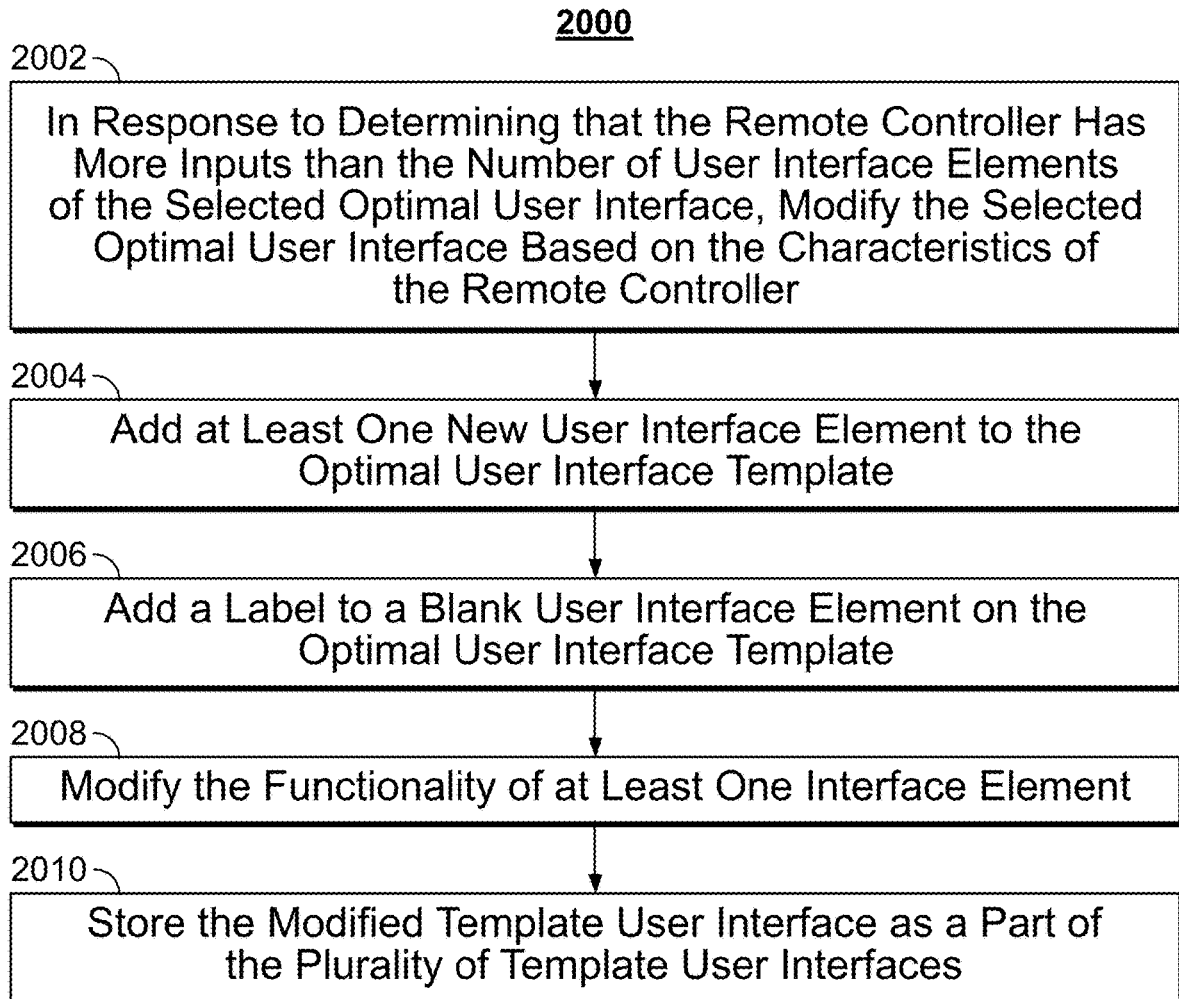 2000
2002
In Response to Determining that the Remote Controller Has
More Inputs than the Number of User Interface Elements
of the Selected Optimal User Interface, Modify the Selected
Optimal User Interface Based on the Characteristics of
the Remote Controller
2004
Add at Least One New User Interface Element to the
Optimal User Interface Template
2006
Add a Label to a Blank User Interface Element on the
Optimal User Interface Template
2008
Modify the Functionality of at Least One Interface Element
2010
Store the Modified Template User Interface as a Part of
the Plurality of Template User Interfaces